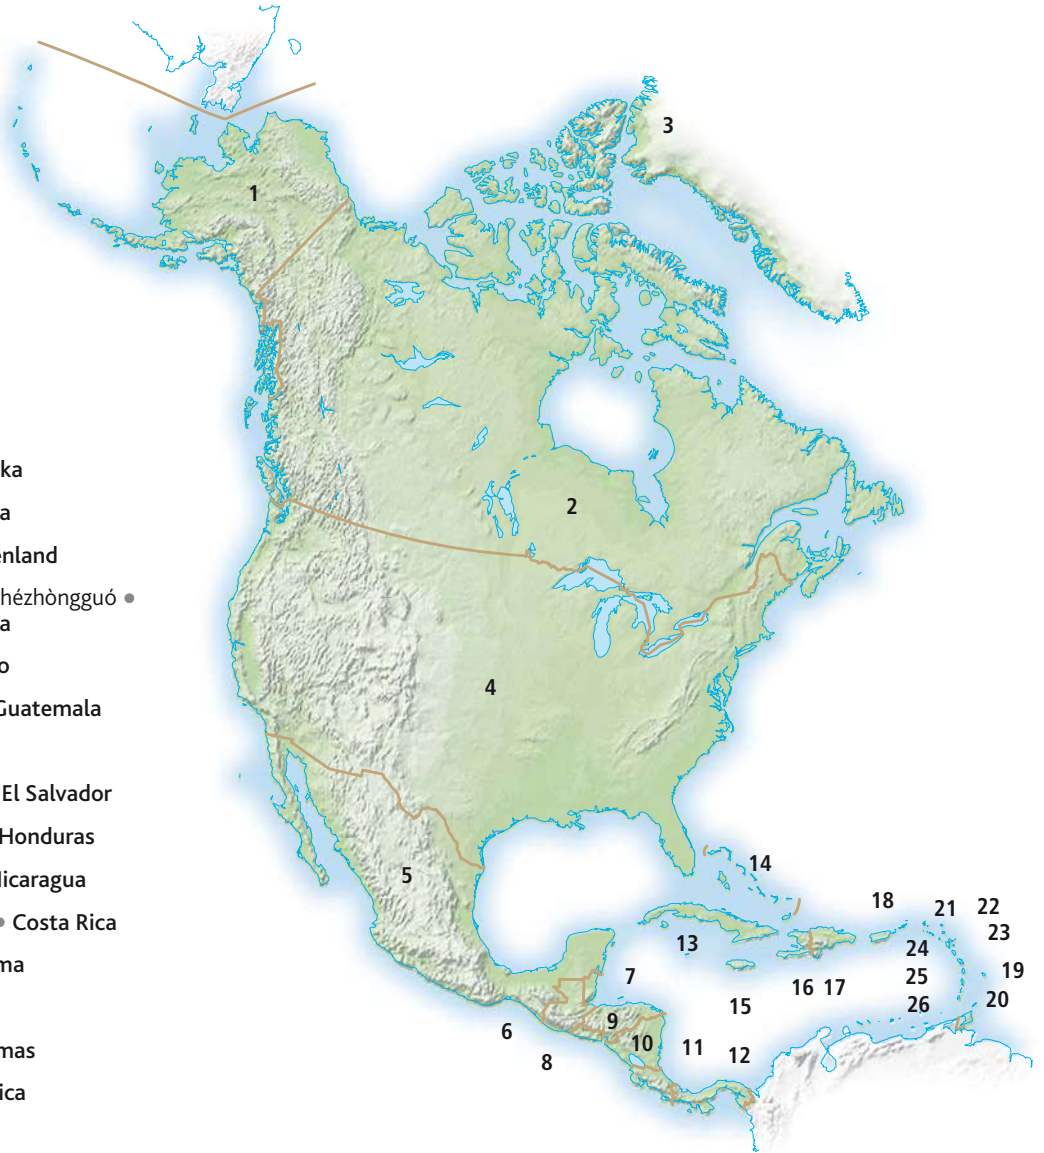 ka
a
enland
hézhòngguó ●
a
o
Guatemala
El Salvador
Honduras
Nicaragua
● Costa Rica
ma
mas
ica
1
2
3
4
5
6
7
8
9
10
11
12
13
14
15
16 17
18
19
20
21
22
23
24
25
26